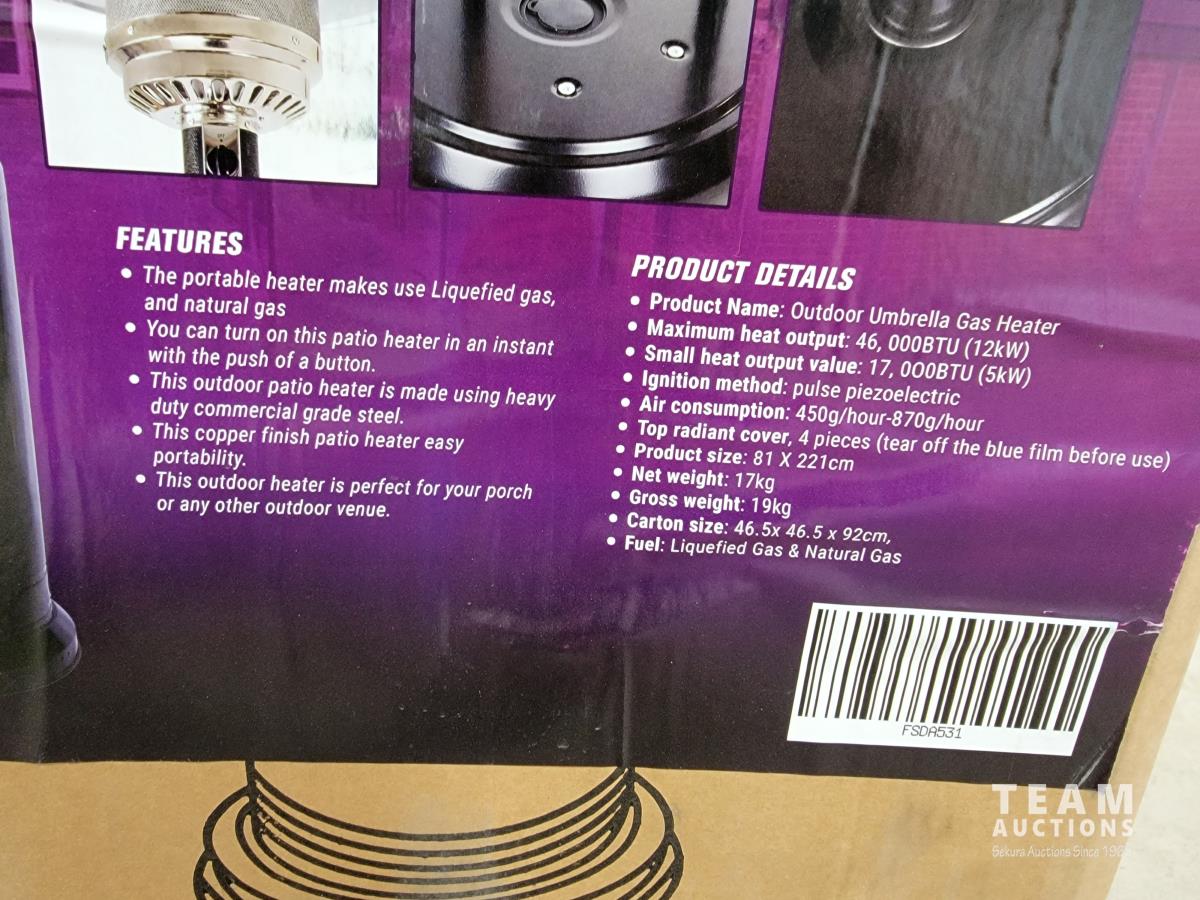 FEATURES
• The portable heater makes use Liquefied gas,
and natural gas
• You can turn on this patio heater in an instant
with the push of a button.
• This outdoor patio heater is made using heavy
duty commercial grade steel.
• This copper finish patio heater easy
portability.
• This outdoor heater is perfect for your porch
or any other outdoor venue.
PRODUCT DETAILS
• Product Name: Outdoor Umbrella Gas Heater
• Maximum heat output: 46, 000BTU (12kW)
• Small heat output value: 17, 000BTU (5kW)
• Ignition method: pulse piezoelectric
• Air consumption: 450g/hour-870g/hour
• Top radiant cover, 4 pieces (tear off the blue film before use)
• Product size: 81 X 221cm
• Net weight: 17kg
• Gross weight: 19kg
• Carton size: 46.5x 46.5 x 92cm,
• Fuel: Liquefied Gas & Natural Gas
FSDA531
TEAM
AUCTIONS
Sekura Auctions Since